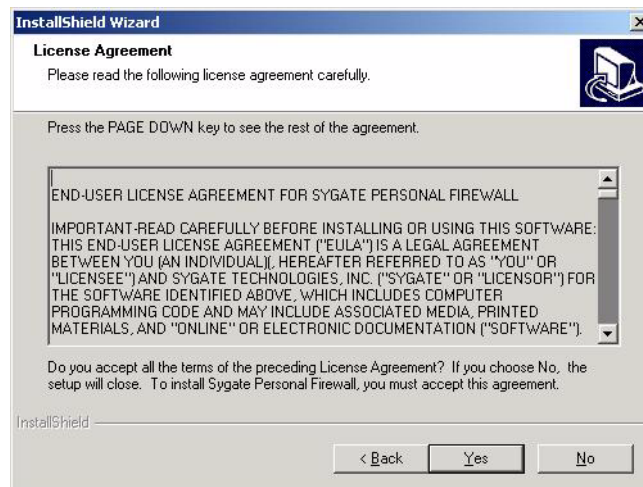 InstallShield Wizard
License Agreement
Please read the following license agreement carefully.
Press the PAGE DOWN key to see the rest of the agreement.
END-USER LICENSE AGREEMENT FOR SYGATE PERSONAL FIREWALL
IMPORTANT-READ CAREFULLY BEFORE INSTALLING OR USING THIS SOFTWARE:
THIS END-USER LICENSE AGREEMENT ("EULA") IS A LEGAL AGREEMENT
BETWEEN YOU (AN INDIVIDUAL)(, HEREAFTER REFERRED TO AS "YOU" OR
"LICENSEE") AND SYGATE TECHNOLOGIES, INC. ("SYGATE" OR "LICENSOR") FOR
THE SOFTWARE IDENTIFIED ABOVE, WHICH INCLUDES COMPUTER
PROGRAMMING CODE AND MAY INCLUDE ASSOCIATED MEDIA, PRINTED
MATERIALS, AND "ONLINE" OR ELECTRONIC DOCUMENTATION ("SOFTWARE").
Do you accept all the terms of the preceding License Agreement? If you choose No, the
setup will close. To install Sygate Personal Firewall, you must accept this agreement.
InstallShield
< Back
Yes
No